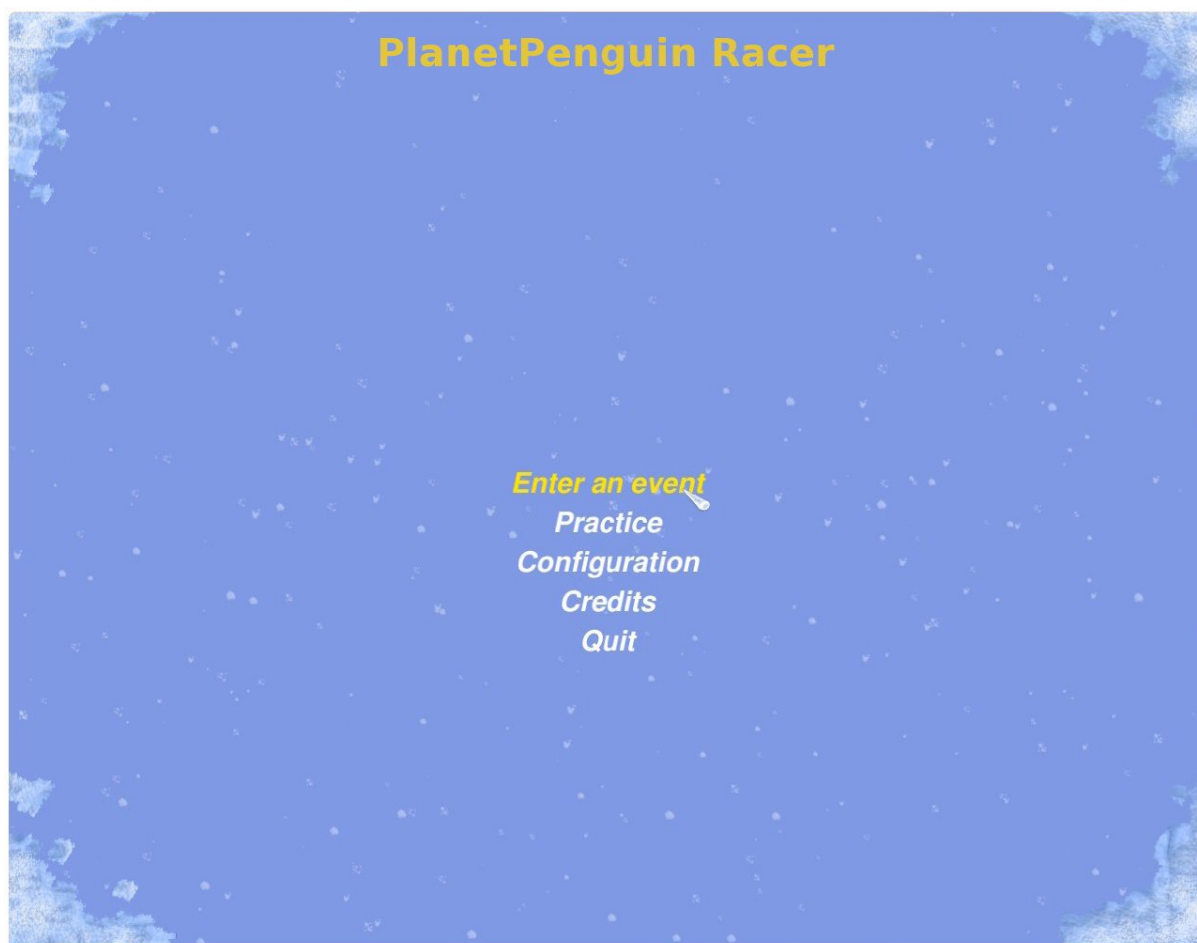 PlanetPenguin Racer
Enter an event
Practice
Configuration
Credits
Quit